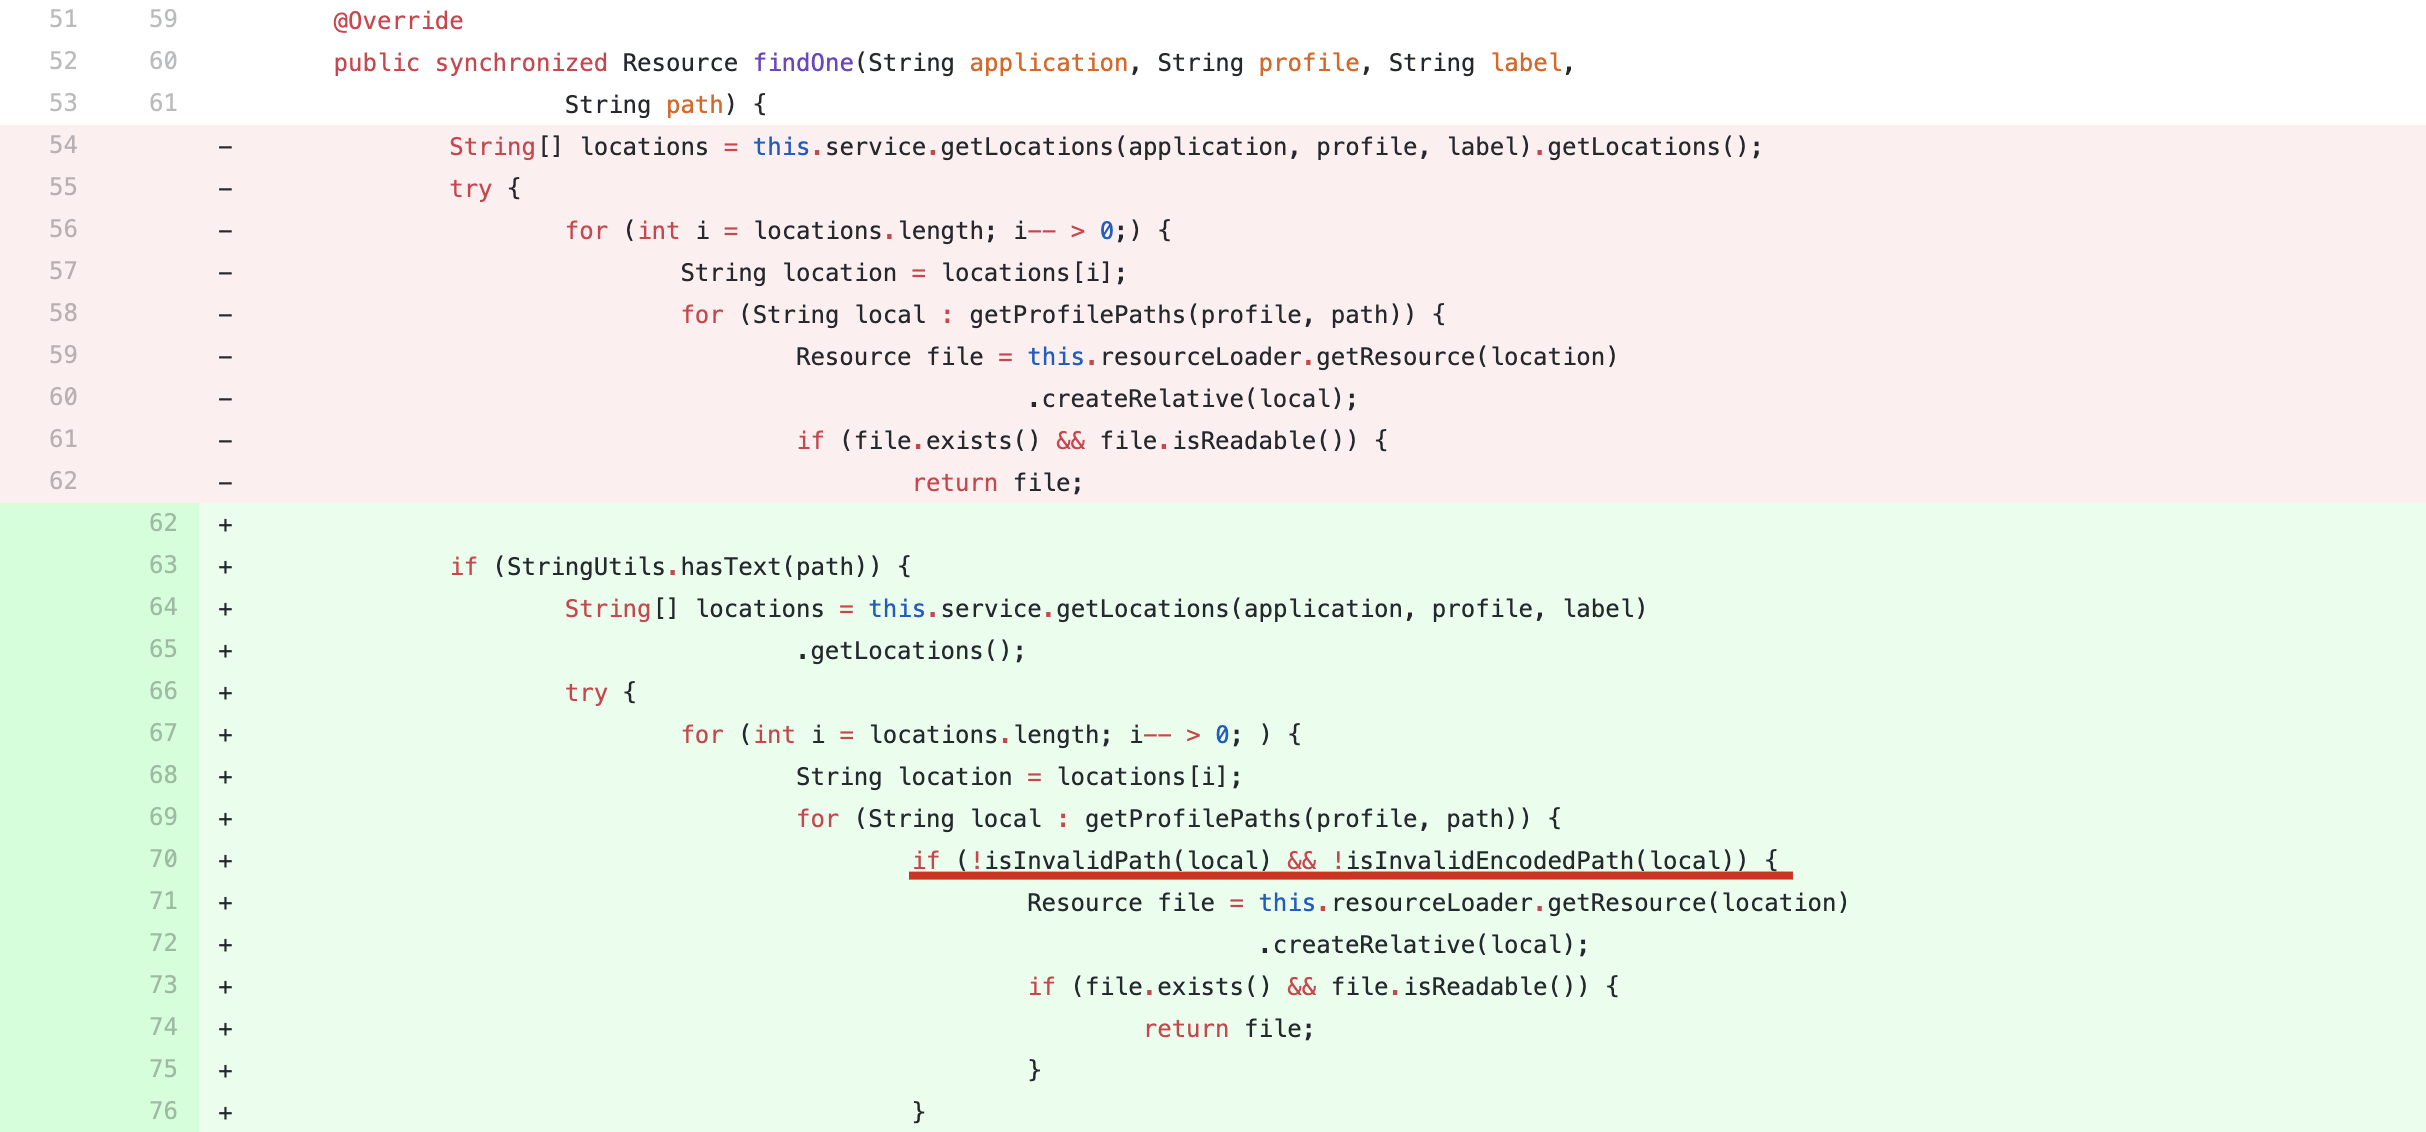 51 59 @Override
52 60 public synchronized Resource findOne(String application, String profile, String label,
53 61 String path) {
54 - String[] locations = this.service.getLocations(application, profile, label).getLocations();
55 - try {
56 - for (int i = locations.length; i-- > 0;) {
57 - String location = locations[i];
58 - for (String local : getProfilePaths(profile, path)) {
59 - Resource file = this.resourceLoader.getResource(location)
60 - .createRelative(local);
61 - if (file.exists() && file.isReadable()) {
62 - return file;
62 +
63 + if (StringUtils.hasText(path)) {
64 + String[] locations = this.service.getLocations(application, profile, label)
65 + .getLocations();
66 + try {
67 + for (int i = locations.length; i-- > 0; ) {
68 + String location = locations[i];
69 + for (String local : getProfilePaths(profile, path)) {
70 + if (!isInvalidPath(local) && !isInvalidEncodedPath(local)) {
71 + Resource file = this.resourceLoader.getResource(location)
72 + .createRelative(local);
73 + if (file.exists() && file.isReadable()) {
74 + return file;
75 + }
76 + }